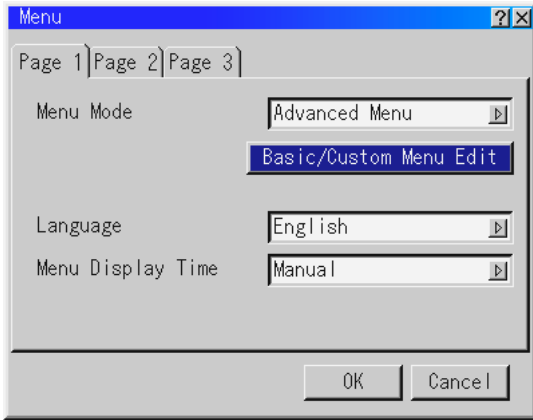 Menu ?
Page 1 Page 2 Page 3
Menu Mode Advanced Menu
Basic/Custom Menu Edit
Language English
Menu Display Time Manual
OK Cancel